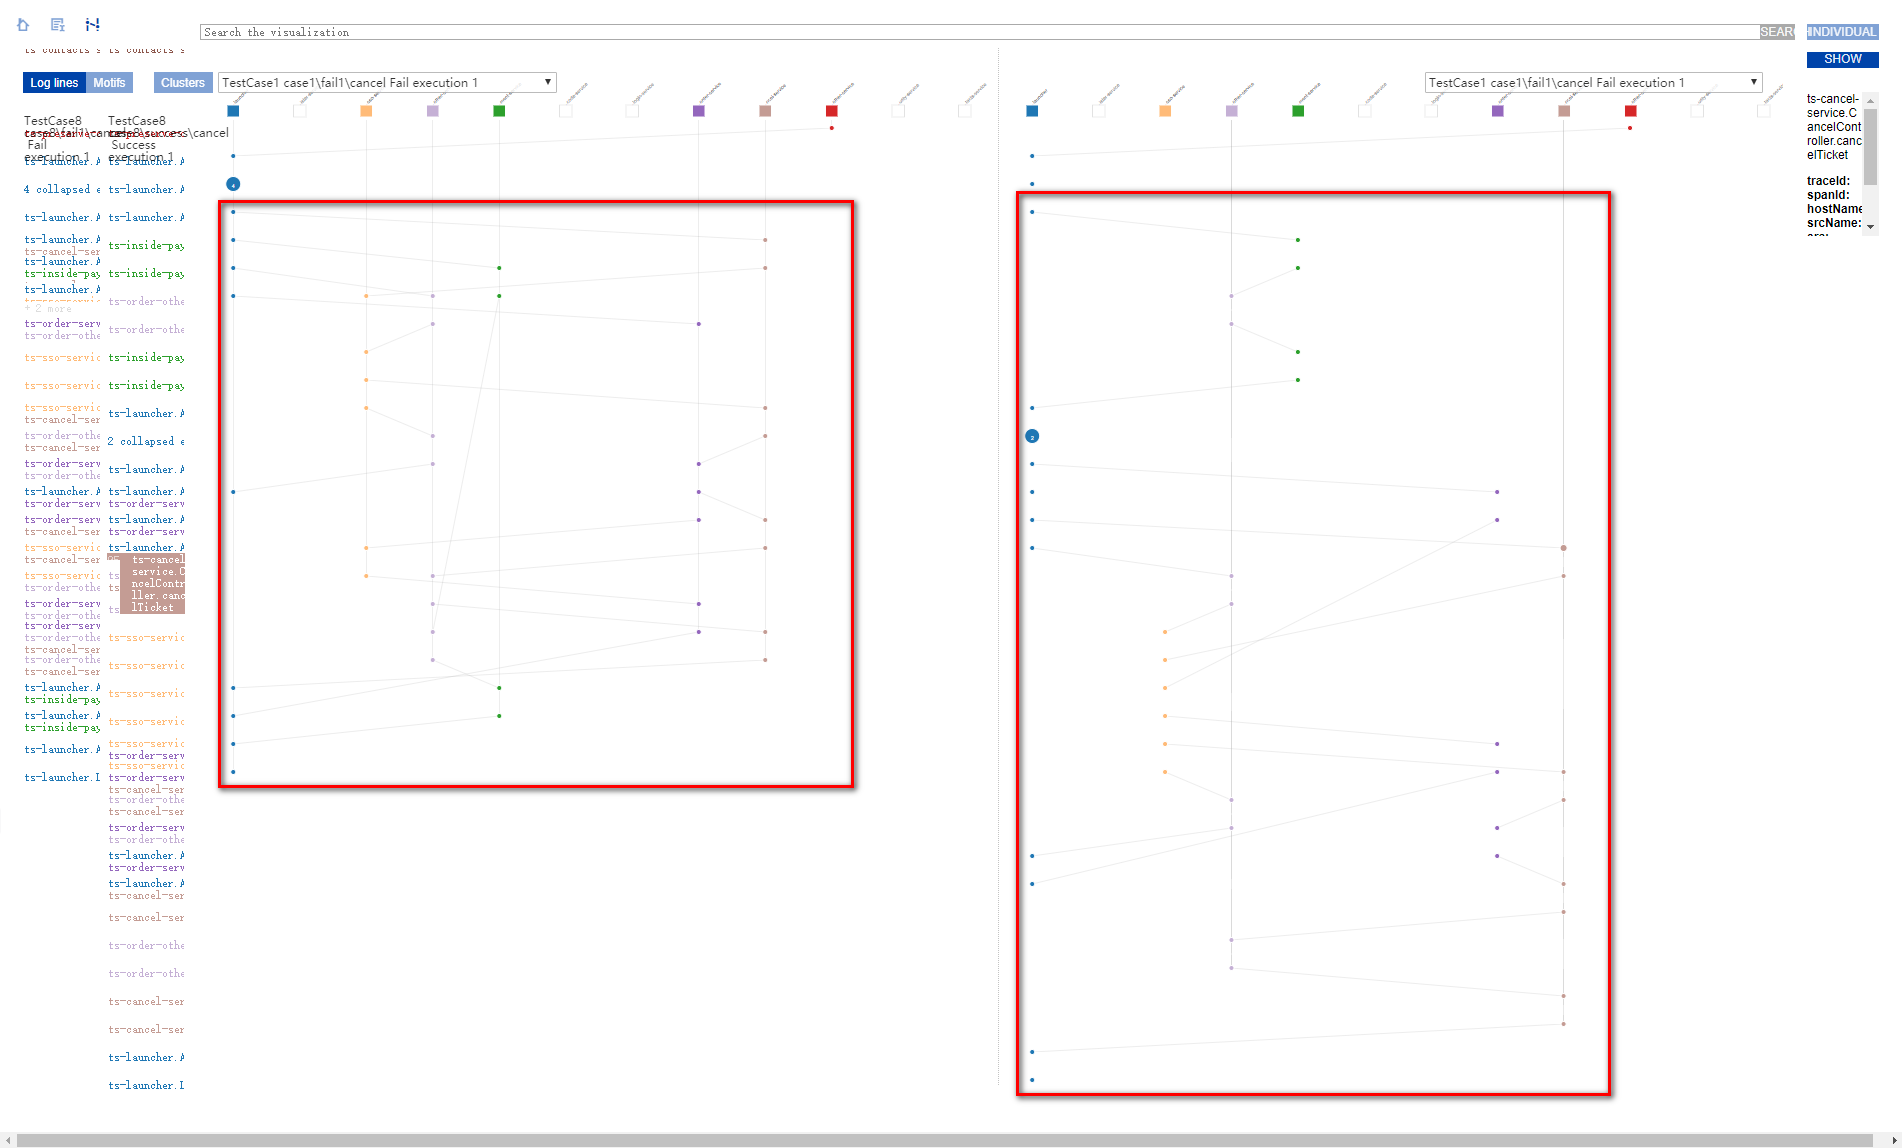 Search the visualization
SEAR
INDIVIDUAL
SHOW
ts-contacts s
ts-contacts s
Log lines
Motifs
Clusters
TestCase1 case1\fail1\cancel Fail execution 1
TestCase1 case1\fail1\cancel Fail execution 1
TestCase8
case8\fail1\cancel
Fail
execution 1
ts-launcher.A
4 collapsed e
ts-launcher.A
ts-launcher.A
ts-cancel-ser
ts-launcher.A
ts-inside-pay
ts-launcher.A
ts-sso-servic
+ 2 more
ts-order-serv
ts-order-othe
ts-sso-servic
ts-sso-servic
ts-sso-servic
ts-cancel-ser
ts-order-othe
ts-cancel-ser
ts-order-serv
ts-order-othe
ts-launcher.A
ts-order-serv
ts-order-serv
ts-cancel-ser
ts-sso-servic
ts-cancel-ser
ts-sso-servic
ts-order-othe
ts-order-serv
ts-order-othe
ts-order-serv
ts-order-othe
ts-cancel-ser
ts-order-othe
ts-cancel-ser
ts-launcher.A
ts-inside-pay
ts-launcher.A
ts-inside-pay
ts-launcher.A
ts-launcher.I
TestCase8
case8\success\cancel
Success
execution 1
ts-launcher.A
ts-launcher.A
ts-launcher.A
ts-inside-pay
ts-inside-pay
ts-order-othe
ts-order-othe
ts-inside-pay
ts-inside-pay
ts-launcher.A
2 collapsed e
ts-launcher.A
ts-launcher.A
ts-order-serv
ts-launcher.A
ts-order-serv
ts-launcher.A
ts-cancel
service.C
ncelContr
ller.canc
lTicket
ts-sso-servic
ts-sso-servic
ts-sso-servic
ts-sso-servic
ts-sso-servic
ts-order-serv
ts-sso-servic
ts-order-serv
ts-cancel-ser
ts-order-othe
ts-cancel-ser
ts-order-serv
ts-order-othe
ts-launcher.A
ts-order-serv
ts-launcher.A
ts-cancel-ser
ts-cancel-ser
ts-order-othe
ts-order-othe
ts-cancel-ser
ts-cancel-ser
ts-launcher.A
ts-launcher.I
4
2
ts-cancel-
service.C
ancelCont
roller.canc
elTicket
traceId:
spanId:
hostName
srcName: